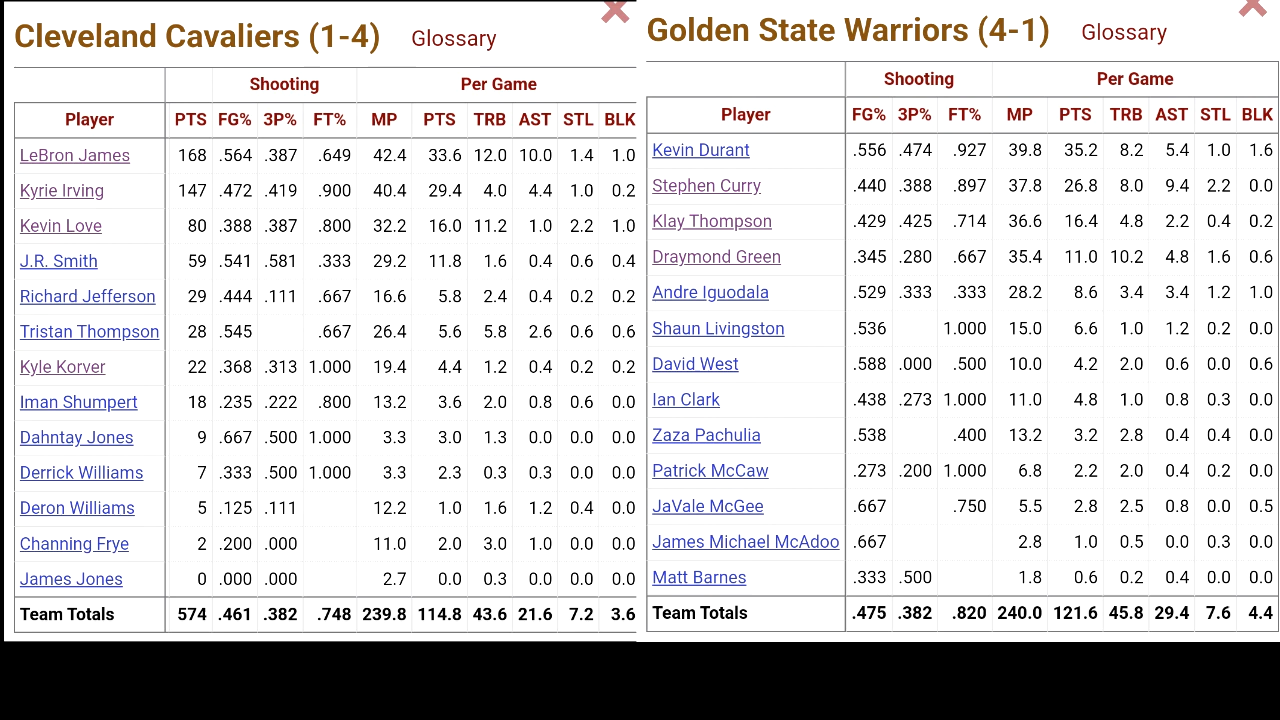 Cleveland Cavaliers (1-4) Glossary
Shooting Per Game
Player PTS FG% 3P% FT% MP PTS TRB AST STL BLK
LeBron James 168 .564 .387 .649 42.4 33.6 12.0 10.0 1.4 1.0
Kyrie Irving 147 .472 .419 .900 40.4 29.4 4.0 4.4 1.0 0.2
Kevin Love 80 .388 .387 .800 32.2 16.0 11.2 1.0 2.2 1.0
J.R. Smith 59 .541 .581 .333 29.2 11.8 1.6 0.4 0.6 0.4
Richard Jefferson 29 .444 .111 .667 16.6 5.8 2.4 0.4 0.2 0.2
Tristan Thompson 28 .545 .667 26.4 5.6 5.8 2.6 0.6 0.6
Kyle Korver 22 .368 .313 1.000 19.4 4.4 1.2 0.4 0.2 0.2
Iman Shumpert 18 .235 .222 .800 13.2 3.6 2.0 0.8 0.6 0.0
Dahntay Jones 9 .667 .500 1.000 3.3 3.0 1.3 0.0 0.0 0.0
Derrick Williams 7 .333 .500 1.000 3.3 2.3 0.3 0.3 0.0 0.0
Deron Williams 5 .125 .111 12.2 1.0 1.6 1.2 0.4 0.0
Channing Frye 2 .200 .000 11.0 2.0 3.0 1.0 0.0 0.0
James Jones 0 .000 .000 2.7 0.0 0.3 0.0 0.0 0.0
Team Totals 574 .461 .382 .748 239.8 114.8 43.6 21.6 7.2 3.6
Golden State Warriors (4-1) Glossary
Shooting Per Game
Player FG% 3P% FT% MP PTS TRB AST STL BLK
Kevin Durant .556 .474 .927 39.8 35.2 8.2 5.4 1.0 1.6
Stephen Curry .440 .388 .897 37.8 26.8 8.0 9.4 2.2 0.0
Klay Thompson .429 .425 .714 36.6 16.4 4.8 2.2 0.4 0.2
Draymond Green .345 .280 .667 35.4 11.0 10.2 4.8 1.6 0.6
Andre Iguodala .529 .333 .333 28.2 8.6 3.4 3.4 1.2 1.0
Shaun Livingston .536 1.000 15.0 6.6 1.0 1.2 0.2 0.0
David West .588 .000 .500 10.0 4.2 2.0 0.6 0.0 0.6
Ian Clark .438 .273 1.000 11.0 4.8 1.0 0.8 0.3 0.0
Zaza Pachulia .538 .400 13.2 3.2 2.8 0.4 0.4 0.0
Patrick McCaw .273 .200 1.000 6.8 2.2 2.0 0.4 0.2 0.0
JaVale McGee .667 .750 5.5 2.8 2.5 0.8 0.0 0.5
James Michael McAdoo .667 2.8 1.0 0.5 0.0 0.3 0.0
Matt Barnes .333 .500 1.8 0.6 0.2 0.4 0.0 0.0
Team Totals .475 .382 .820 240.0 121.6 45.8 29.4 7.6 4.4